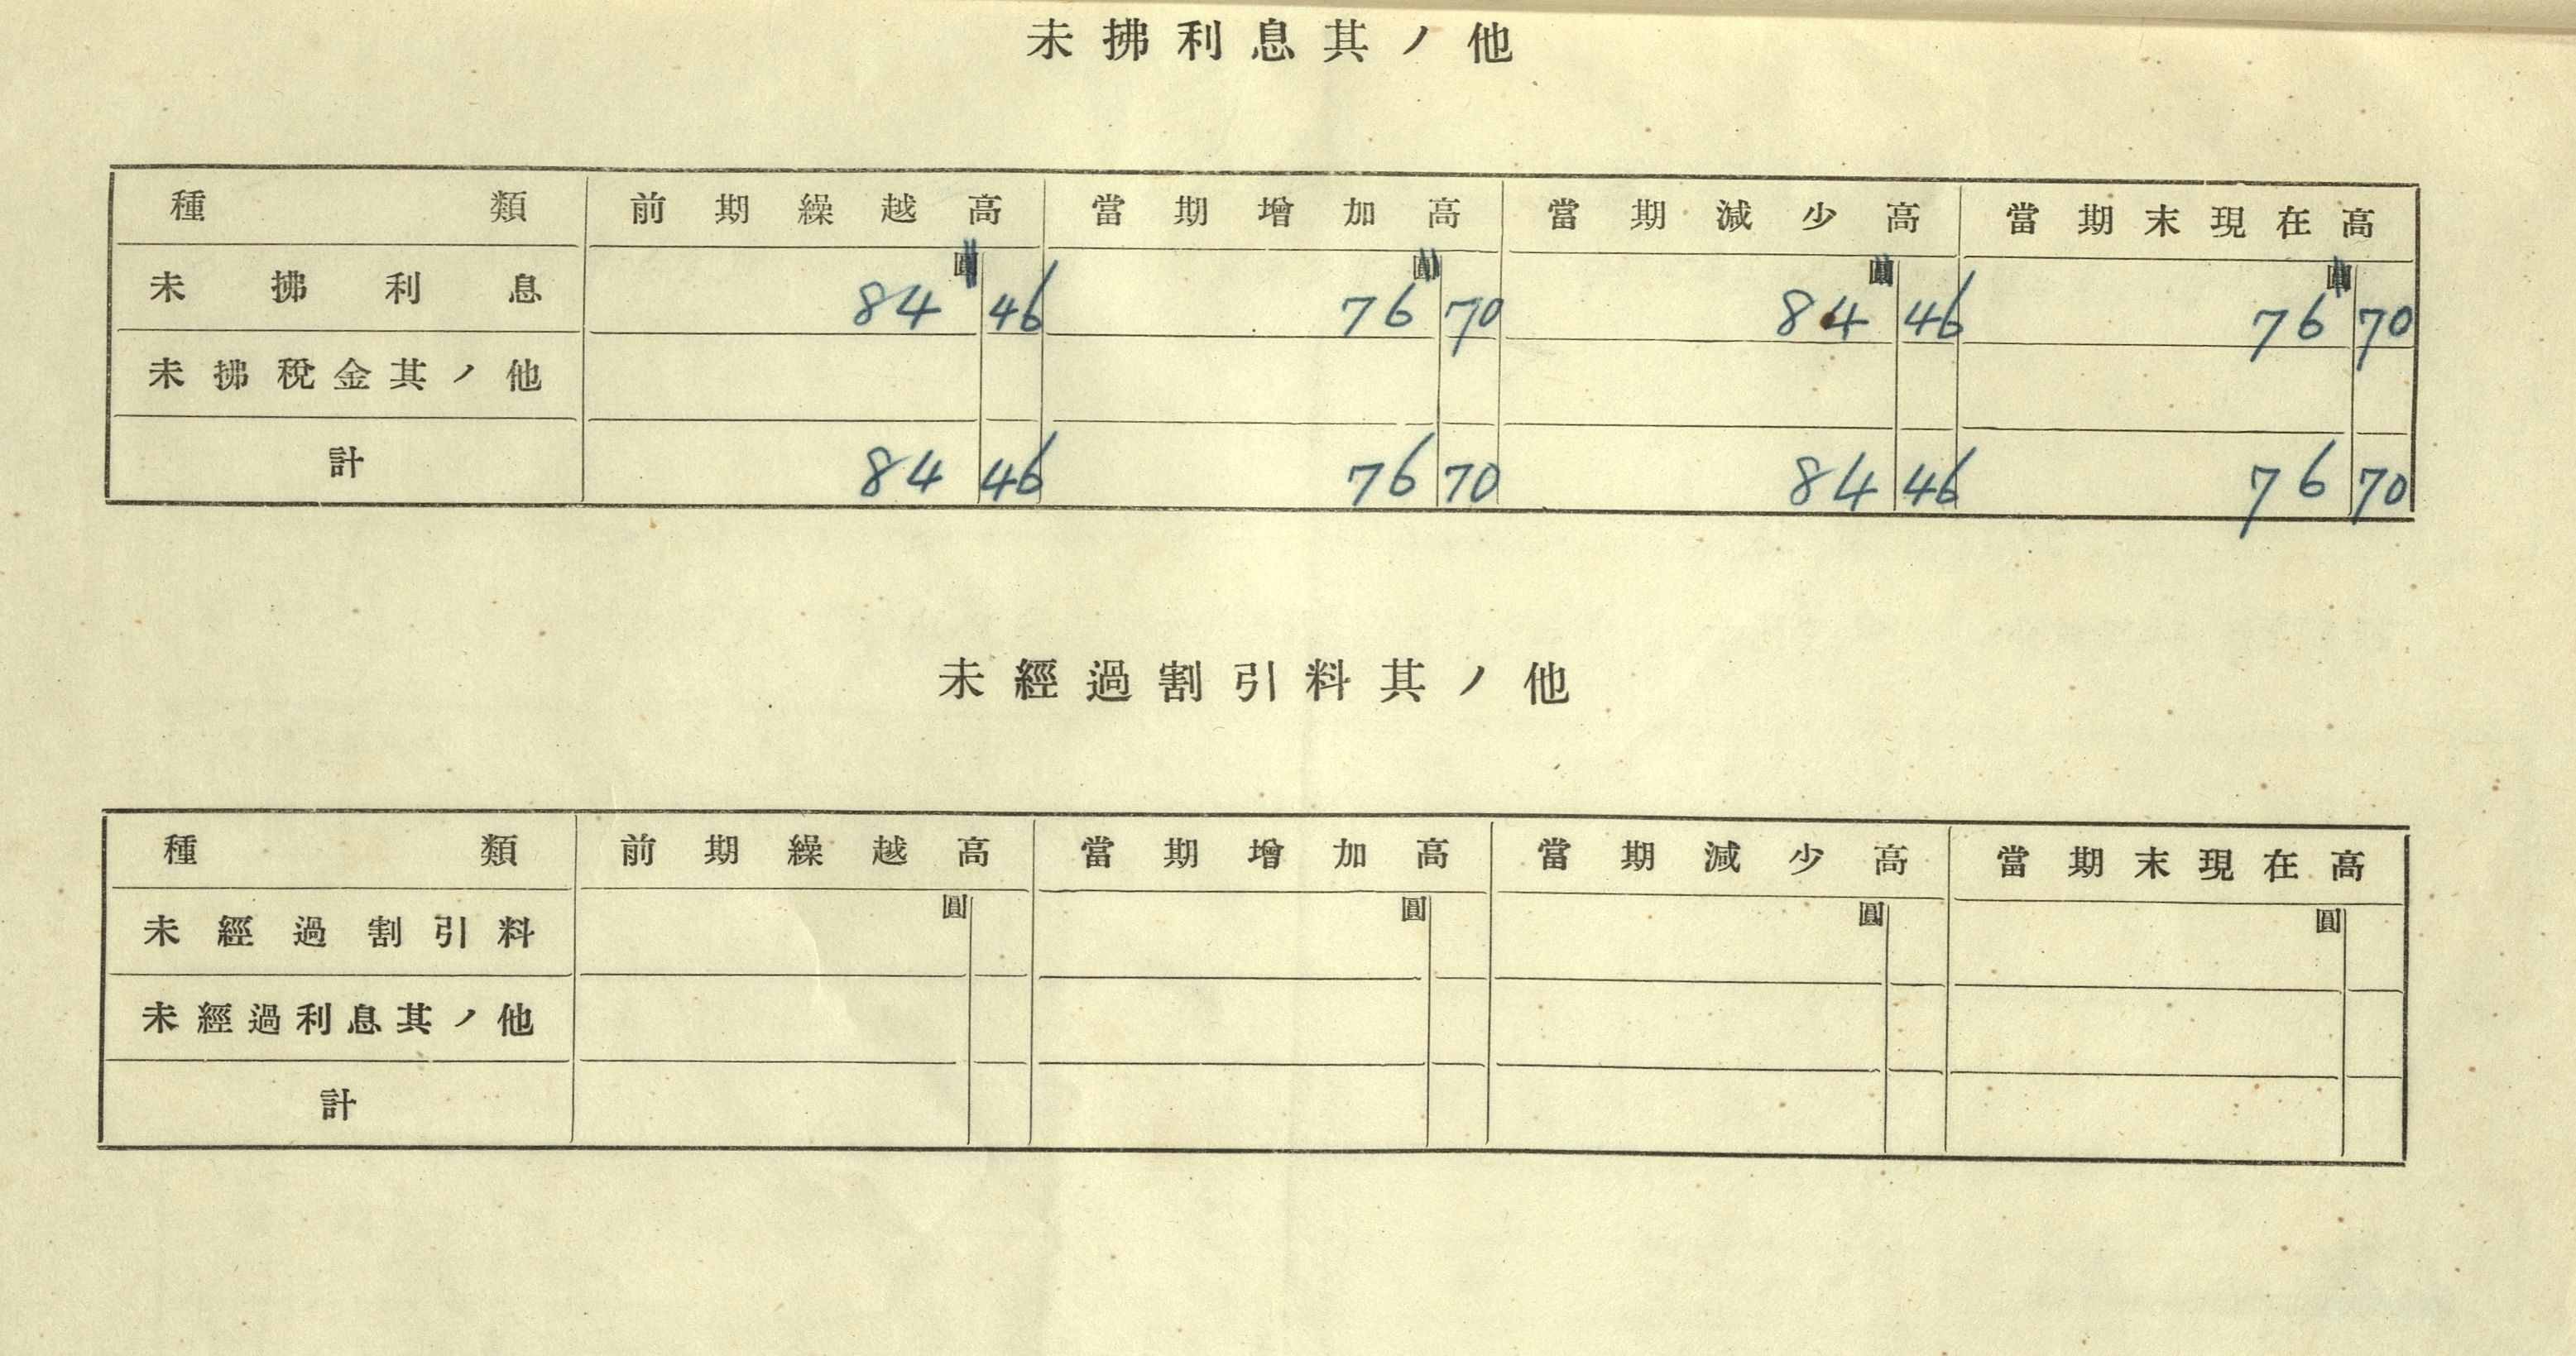 未拂利息其ノ他
種類 前期繰越高 當期增加高 當期減少高 當期末現在高
未拂利息 84 46 76 70 84 46 76 70
未拂稅金其ノ他
計 84 46 76 70 84 46 76 70
未經過割引料其ノ他
種類 前期繰越高 當期增加高 當期減少高 當期末現在高
未經過割引料 圓 圓 圓 圓
未經過利息其ノ他
計